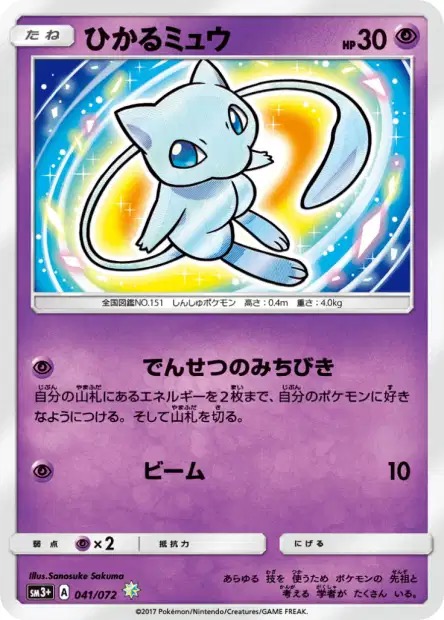 たね ひかるミュウ HP30
全国図鑑NO.151 しんしゅポケモン 高さ:0.4m 重さ:4.0kg
でんせつのみちびき
自分の山札にあるエネルギーを2枚まで、自分のポケモンに好き
なようにつける。そして山札を切る。
ビーム 10
弱点 ×2 抵抗力 にげる
Illus.Sanosuke Sakuma
SM3+ A 041/072
あらゆる 技を 使うため ポケモンの 先祖と
考える 学者が たくさん いる。
©2017 Pokémon/Nintendo/Creatures/GAME FREAK.